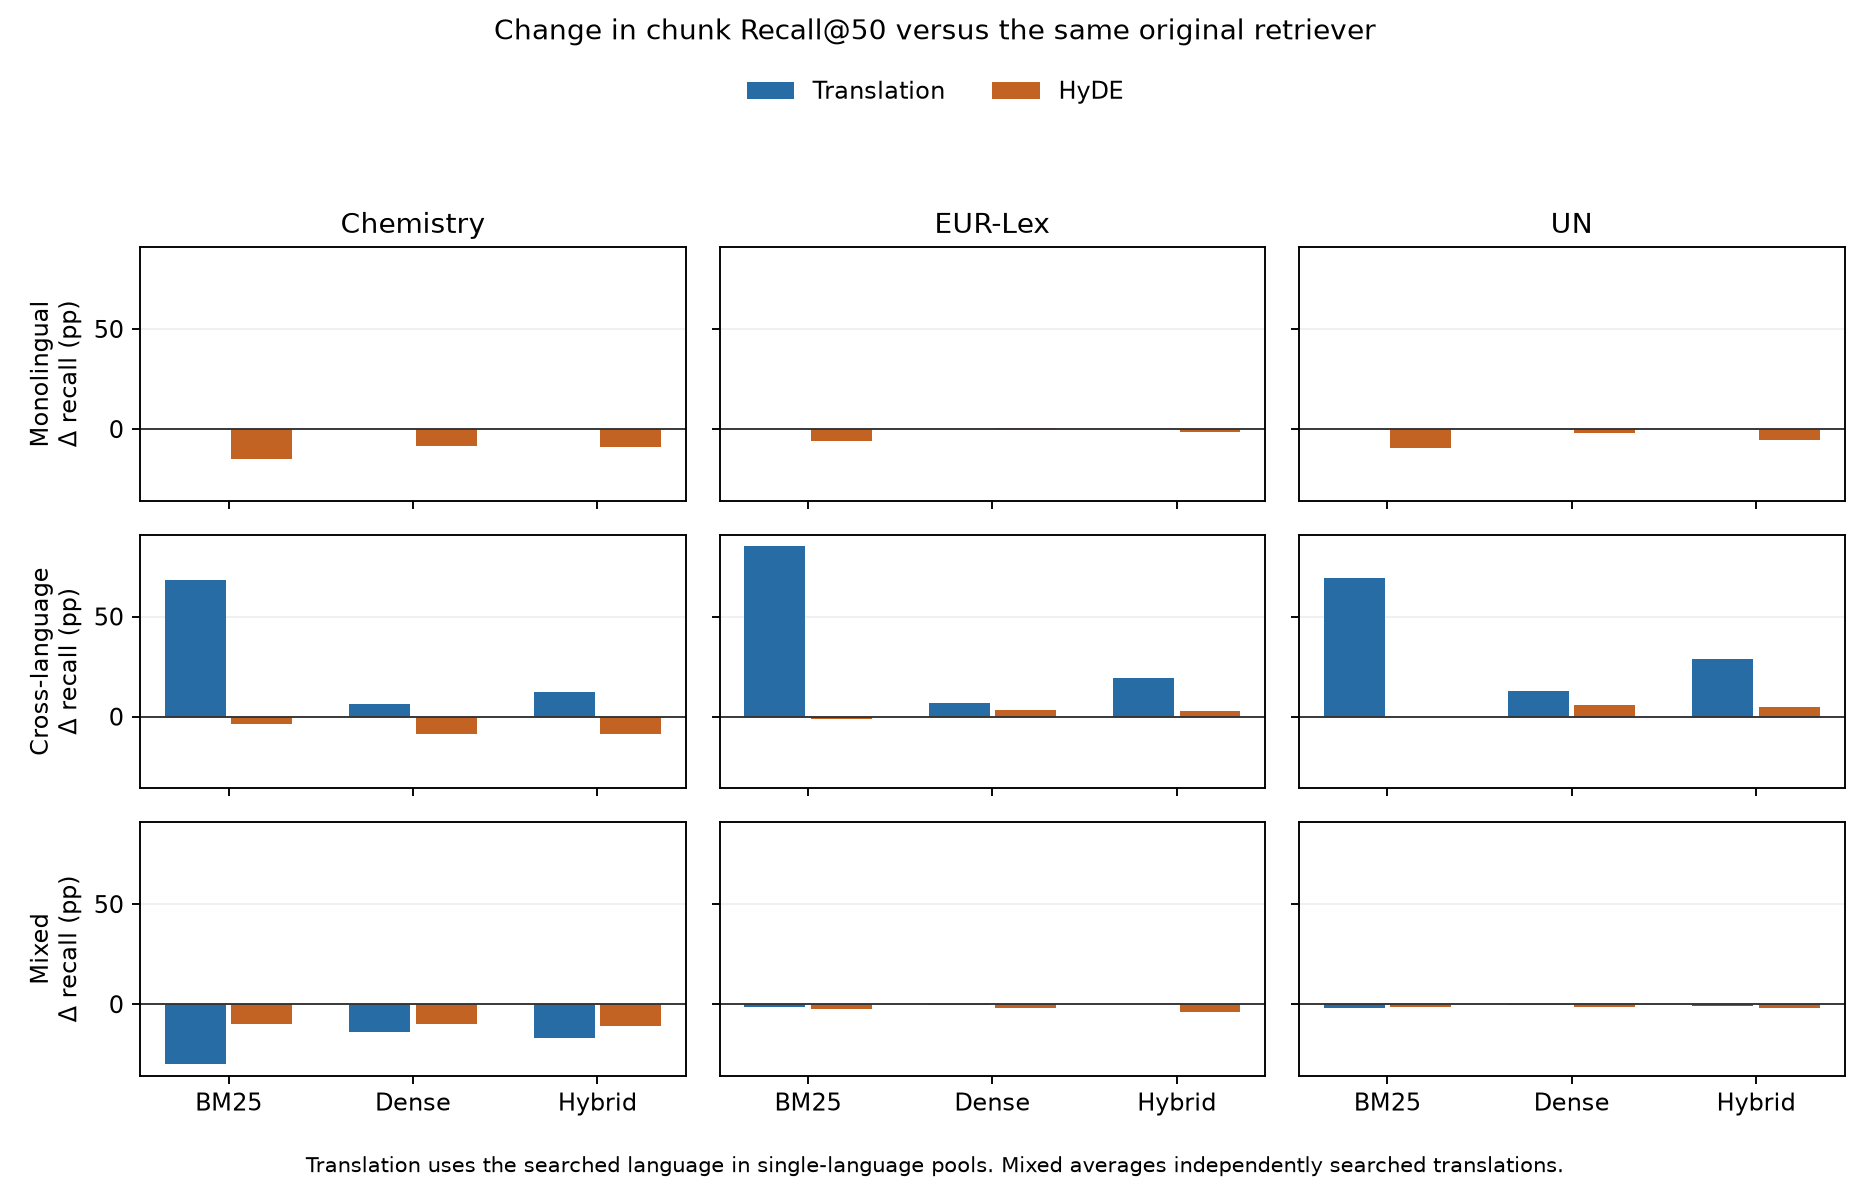 Change in chunk Recall@50 versus the same original retriever
Translation
HyDE
Chemistry
EUR-Lex
UN
Monolingual
Δ recall (pp)
50
0
Cross-language
Δ recall (pp)
50
0
Mixed
Δ recall (pp)
50
0
BM25
Dense
Hybrid
BM25
Dense
Hybrid
BM25
Dense
Hybrid
Translation uses the searched language in single-language pools. Mixed averages independently searched translations.